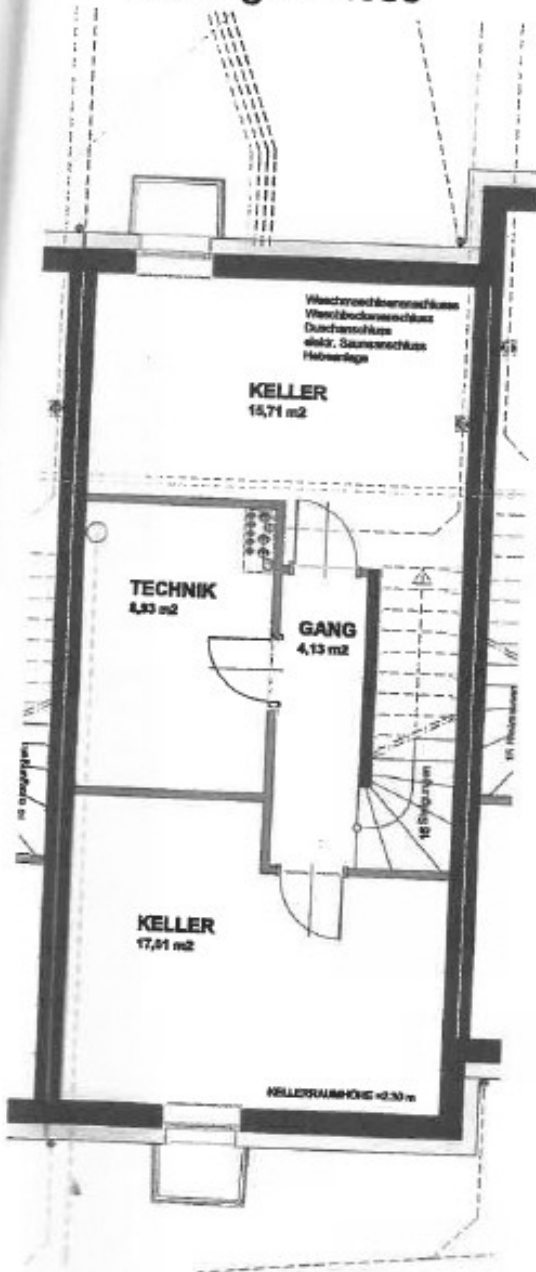 Waschmaschinenanschluss
Waschbeckenanschluss
Duschanschluss
elektr. Saunaanschluss
Hebeanlage
KELLER
15,71 m2
TECHNIK
8,93 m2
GANG
4,13 m2
16 Steigungen
KELLER
17,01 m2
KELLERRAUMHÖHE =2.30 m